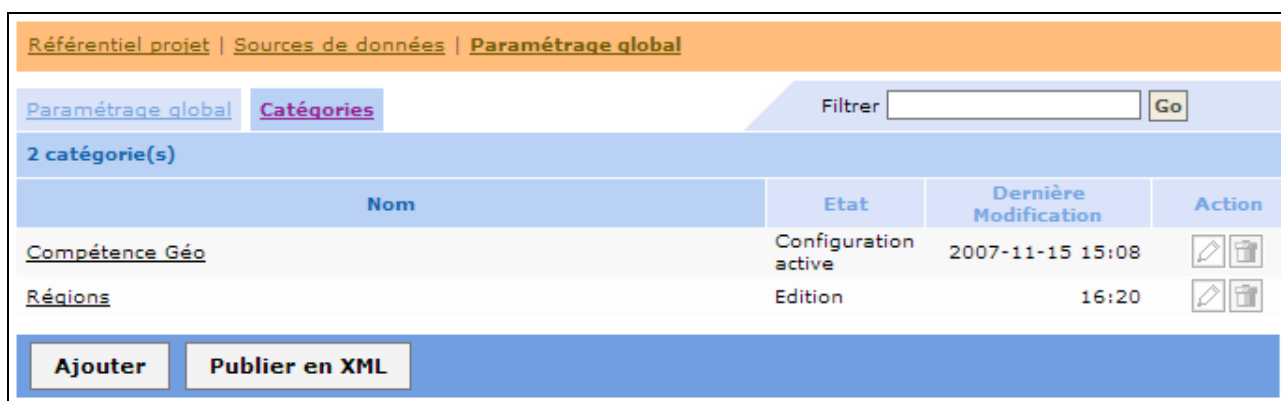 Référentiel projet | Sources de données | Paramétrage global
Paramétrage global Catégories Filtrer Go
2 catégorie(s)
Nom Etat Dernière Modification Action
Compétence Géo Configuration active 2007-11-15 15:08
Régions Edition 16:20
Ajouter Publier en XML